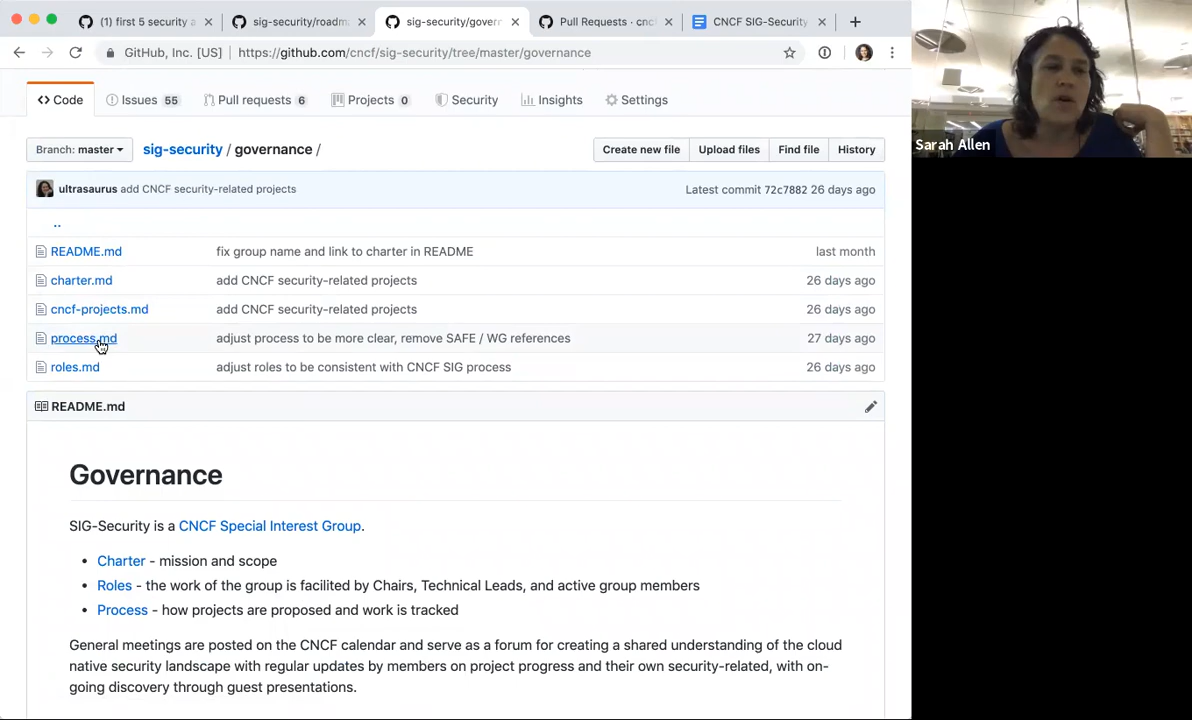 (1) first 5 security a
sig-security/roadm
sig-security/govern
Pull Requests · cncf
CNCF SIG-Security
GitHub, Inc. [US] https://github.com/cncf/sig-security/tree/master/governance
Code Issues 55 Pull requests 6 Projects 0 Security Insights Settings
Branch: master sig-security / governance / Create new file Upload files Find file History
ultrasaurus add CNCF security-related projects Latest commit 72c7882 26 days ago
..
README.md fix group name and link to charter in README last month
charter.md add CNCF security-related projects 26 days ago
cncf-projects.md add CNCF security-related projects 26 days ago
process.md adjust process to be more clear, remove SAFE / WG references 27 days ago
roles.md adjust roles to be consistent with CNCF SIG process 26 days ago
README.md
Governance
SIG-Security is a CNCF Special Interest Group.
• Charter - mission and scope
• Roles - the work of the group is facilited by Chairs, Technical Leads, and active group members
• Process - how projects are proposed and work is tracked
General meetings are posted on the CNCF calendar and serve as a forum for creating a shared understanding of the cloud
native security landscape with regular updates by members on project progress and their own security-related, with on-
going discovery through guest presentations.
Sarah Allen